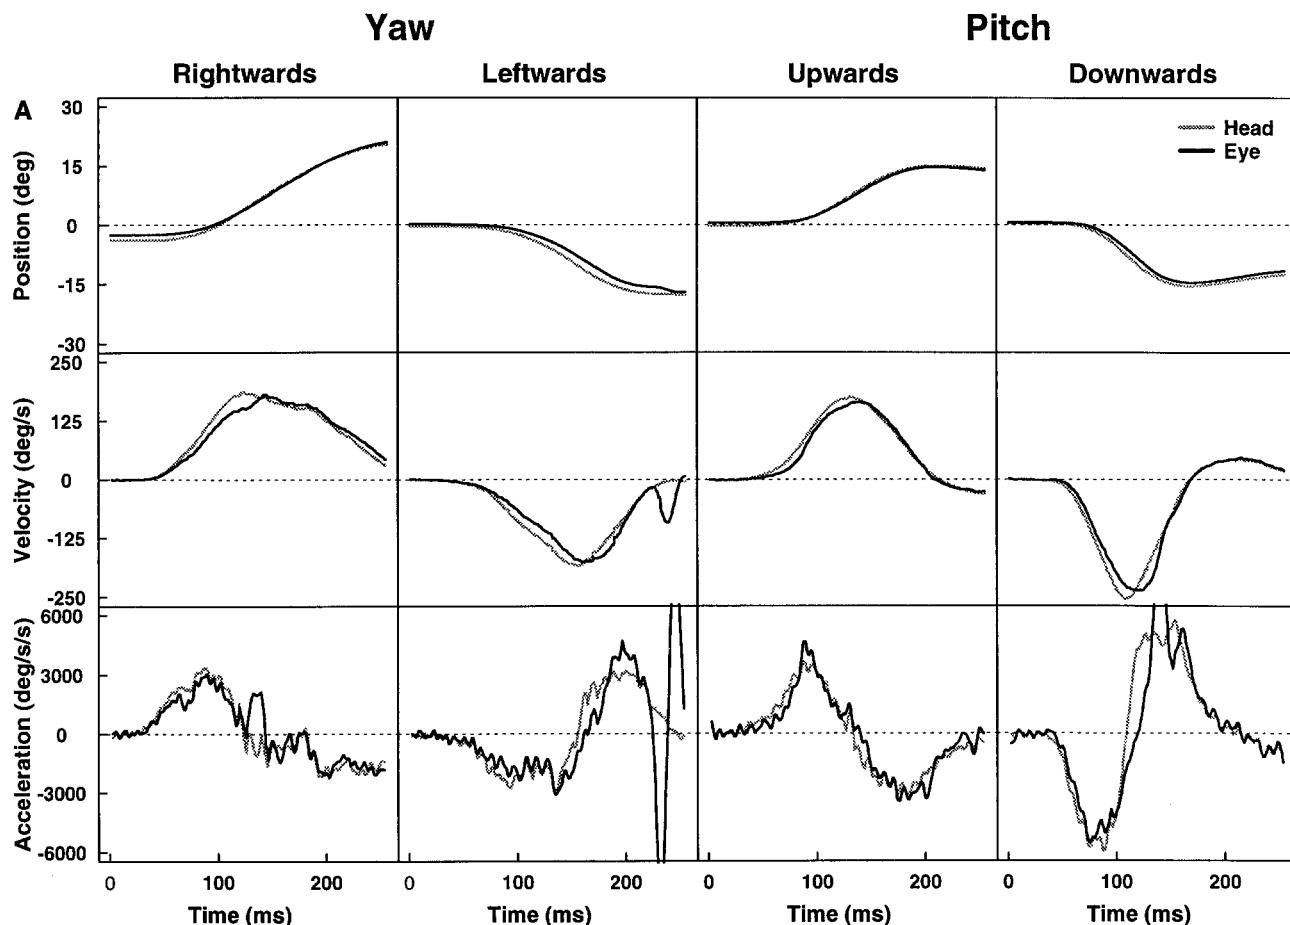 Yaw Pitch
Rightwards Leftwards Upwards Downwards
A
30
15
0
-15
-30
Position (deg)
Head
Eye
250
125
0
-125
-250
Velocity (deg/s)
6000
3000
0
-3000
-6000
Acceleration (deg/s/s)
0 100 200 0 100 200 0 100 200 0 100 200
Time (ms) Time (ms) Time (ms) Time (ms)